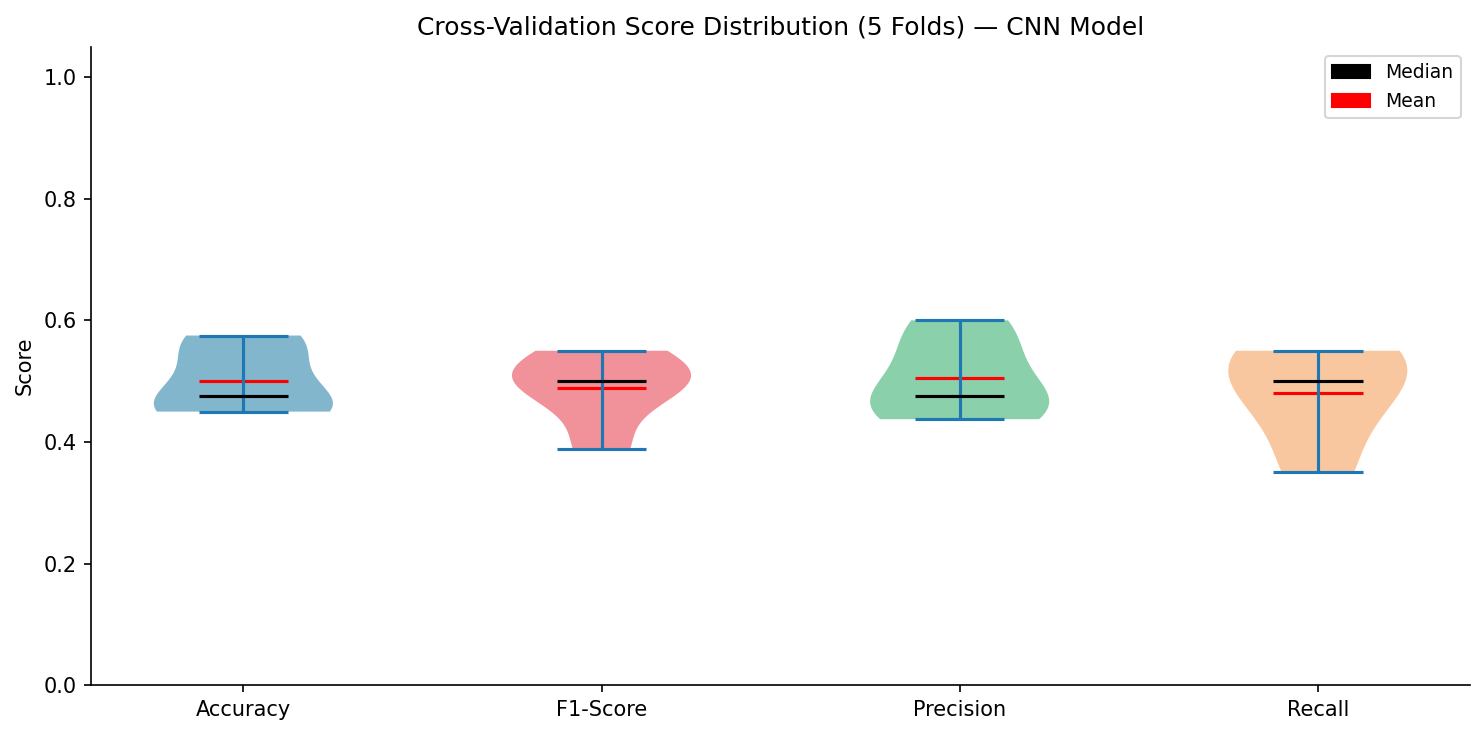 Cross-Validation Score Distribution (5 Folds) — CNN Model
Median
Mean
Score
1.0
0.8
0.6
0.4
0.2
0.0
Accuracy
F1-Score
Precision
Recall